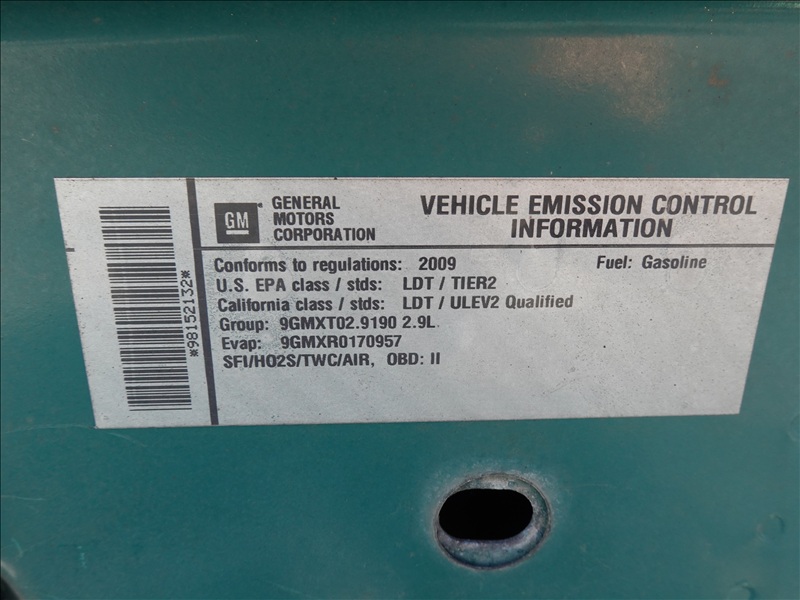 *98152132*
GM
GENERAL
MOTORS
CORPORATION
VEHICLE EMISSION CONTROL
INFORMATION
Conforms to regulations: 2009
Fuel: Gasoline
U.S. EPA class / stds: LDT / TIER2
California class / stds: LDT / ULEV2 Qualified
Group: 9GMXT02.9190 2.9L
Evap: 9GMXR0170957
SFI/HO2S/TWC/AIR, OBD: II